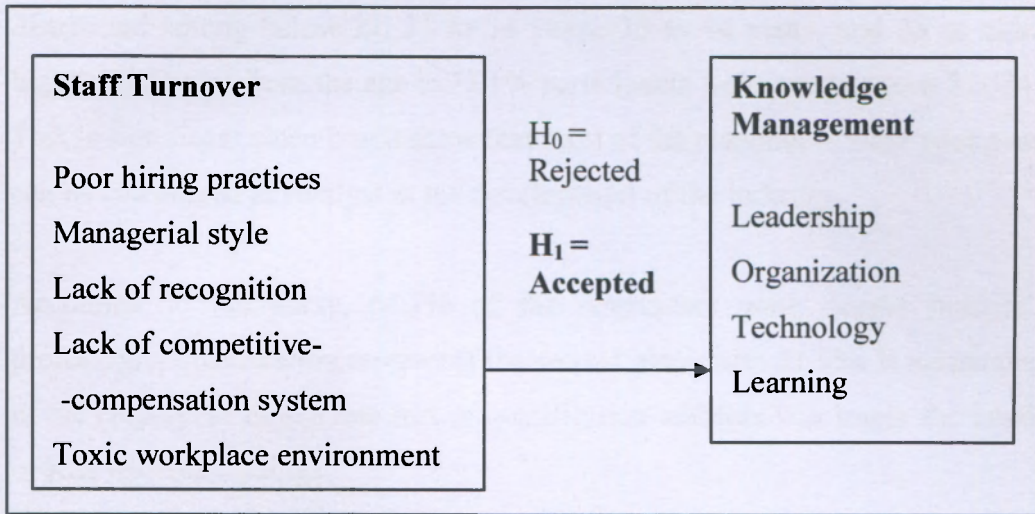 Staff Turnover
Poor hiring practices
Managerial style
Lack of recognition
Lack of competitive-
-compensation system
Toxic workplace environment
H₀ =
Rejected
H₁ =
Accepted
Knowledge
Management
Leadership
Organization
Technology
Learning